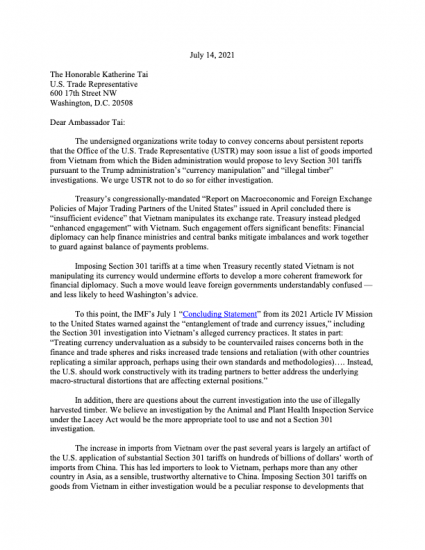 July 14, 2021
The Honorable Katherine Tai
U.S. Trade Representative
600 17th Street NW
Washington, D.C. 20508
Dear Ambassador Tai:
The undersigned organizations write today to convey concerns about persistent reports
that the Office of the U.S. Trade Representative (USTR) may soon issue a list of goods imported
from Vietnam from which the Biden administration would propose to levy Section 301 tariffs
pursuant to the Trump administration's "currency manipulation" and "illegal timber"
investigations. We urge USTR not to do so for either investigation.
Treasury's congressionally-mandated "Report on Macroeconomic and Foreign Exchange
Policies of Major Trading Partners of the United States" issued in April concluded there is
"insufficient evidence" that Vietnam manipulates its exchange rate. Treasury instead pledged
"enhanced engagement" with Vietnam. Such engagement offers significant benefits: Financial
diplomacy can help finance ministries and central banks mitigate imbalances and work together
to guard against balance of payments problems.
Imposing Section 301 tariffs at a time when Treasury recently stated Vietnam is not
manipulating its currency would undermine efforts to develop a more coherent framework for
financial diplomacy. Such a move would leave foreign governments understandably confused —
and less likely to heed Washington's advice.
To this point, the IMF's July 1 "Concluding Statement" from its 2021 Article IV Mission
to the United States warned against the "entanglement of trade and currency issues," including
the Section 301 investigation into Vietnam's alleged currency practices. It states in part:
"Treating currency undervaluation as a subsidy to be countervailed raises concerns both in the
finance and trade spheres and risks increased trade tensions and retaliation (with other countries
replicating a similar approach, perhaps using their own standards and methodologies)…. Instead,
the U.S. should work constructively with its trading partners to better address the underlying
macro-structural distortions that are affecting external positions."
In addition, there are questions about the current investigation into the use of illegally
harvested timber. We believe an investigation by the Animal and Plant Health Inspection Service
under the Lacey Act would be the more appropriate tool to use and not a Section 301
investigation.
The increase in imports from Vietnam over the past several years is largely an artifact of
the U.S. application of substantial Section 301 tariffs on hundreds of billions of dollars' worth of
imports from China. This has led importers to look to Vietnam, perhaps more than any other
country in Asia, as a sensible, trustworthy alternative to China. Imposing Section 301 tariffs on
goods from Vietnam in either investigation would be a peculiar response to developments that